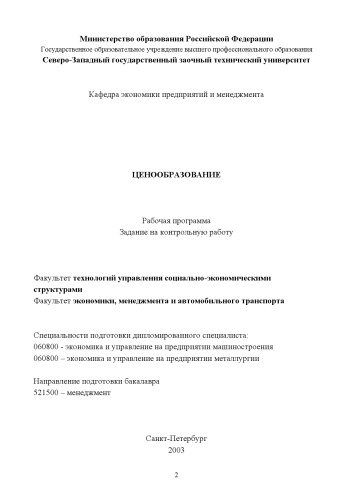 Министерство образования Российской Федерации
Государственное образовательное учреждение высшего профессионального образования
Северо-Западный государственный заочный технический университет
Кафедра экономики предприятий и менеджмента
ЦЕНООБРАЗОВАНИЕ
Рабочая программа
Задание на контрольную работу
Факультет технологий управления социально-экономическими
структурами
Факультет экономики, менеджмента и автомобильного транспорта
Специальности подготовки дипломированного специалиста:
060800 - экономика и управление на предприятии машиностроения
060800 – экономика и управление на предприятии металлургии
Направление подготовки бакалавра
521500 – менеджмент
Санкт-Петербург
2003
2